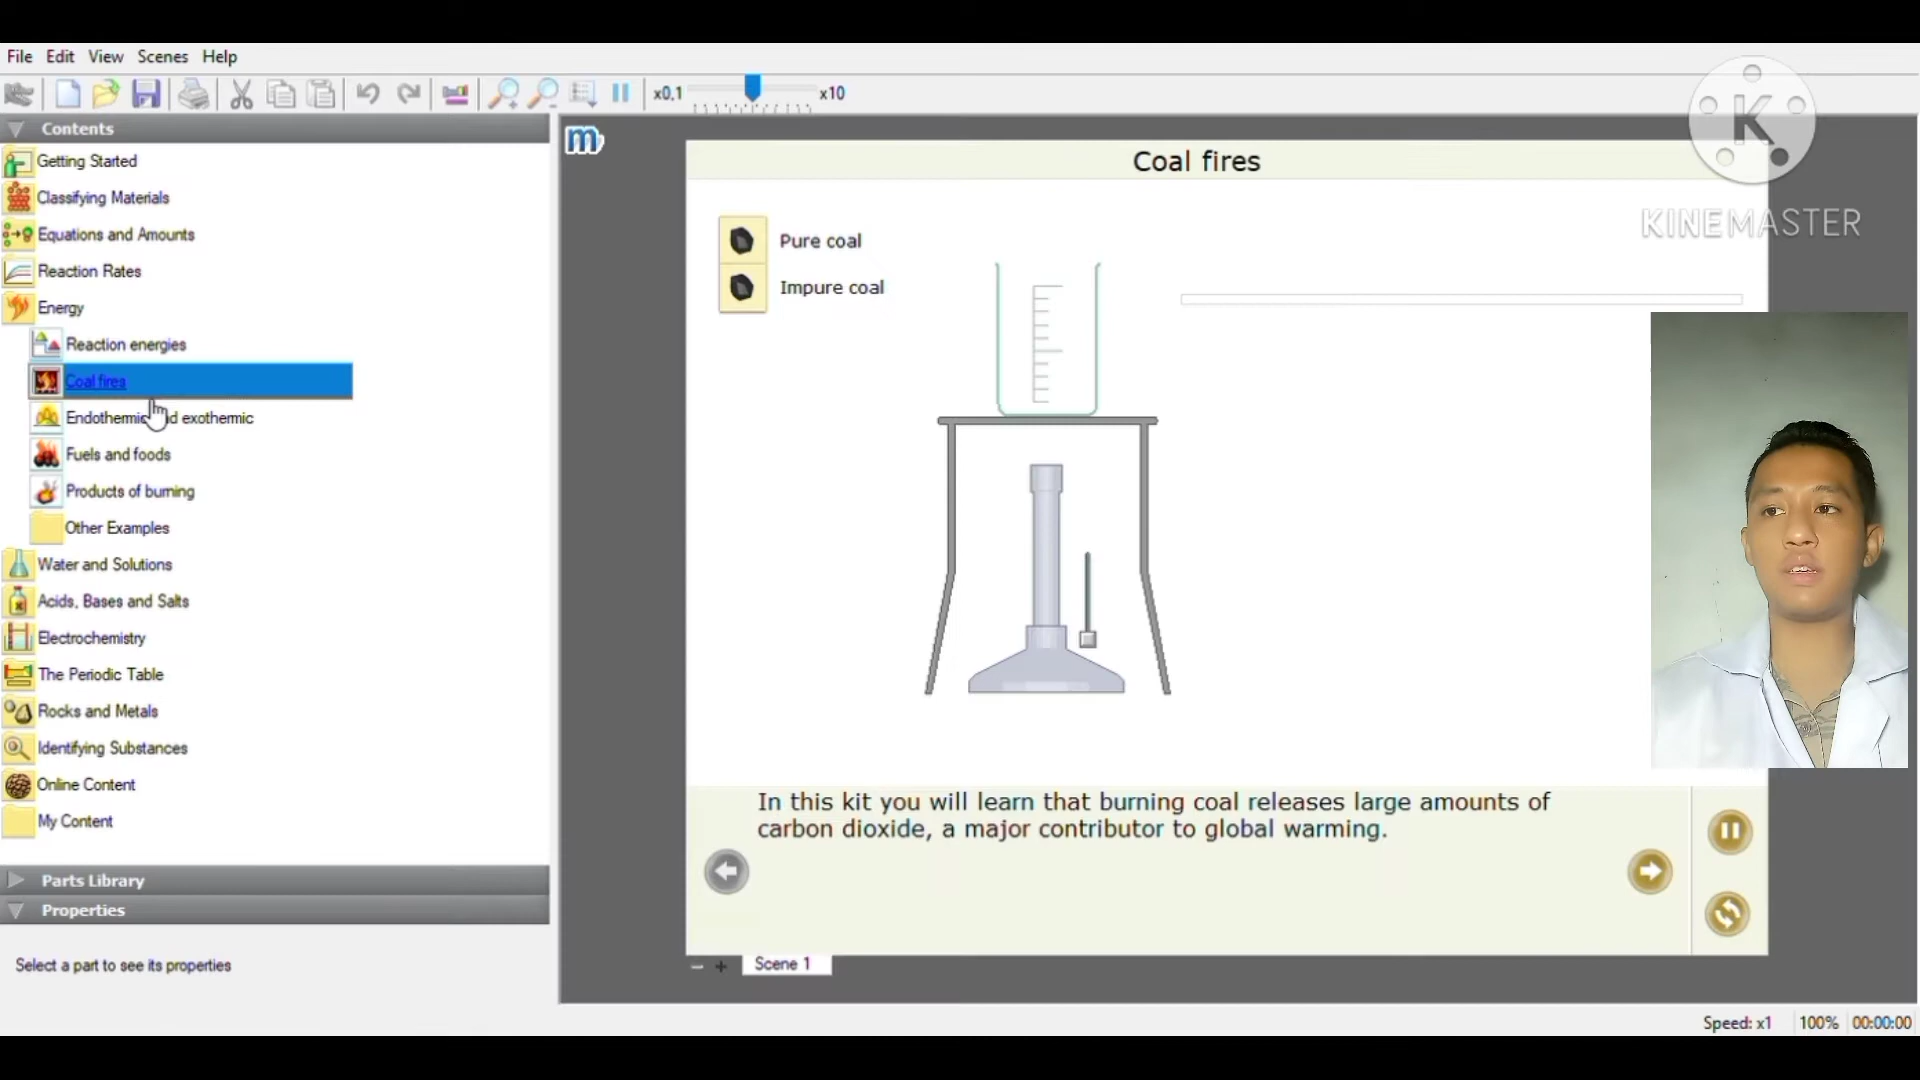 File Edit View Scenes Help
x0.1 x10
Contents
Getting Started
Classifying Materials
Equations and Amounts
Reaction Rates
Energy
Reaction energies
Coal fires
Endothermic and exothermic
Fuels and foods
Products of burning
Other Examples
Water and Solutions
Acids, Bases and Salts
Electrochemistry
The Periodic Table
Rocks and Metals
Identifying Substances
Online Content
My Content
Parts Library
Properties
Select a part to see its properties
m
Coal fires
K
KINEMASTER
Pure coal
Impure coal
In this kit you will learn that burning coal releases large amounts of
carbon dioxide, a major contributor to global warming.
− + Scene 1
Speed: x1 100% 00:00:00